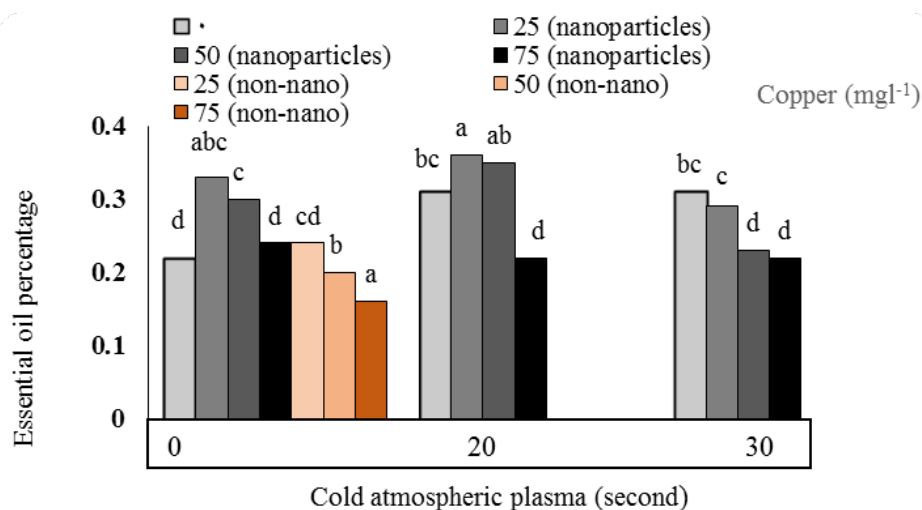 25 (nanoparticles)
50 (nanoparticles)
75 (nanoparticles)
25 (non-nano)
50 (non-nano)
75 (non-nano)
Copper (mgl-1)
Essential oil percentage
0.4
0.3
0.2
0.1
0
d abc c d cd b a
bc a ab d
bc c d d
0 20 30
Cold atmospheric plasma (second)